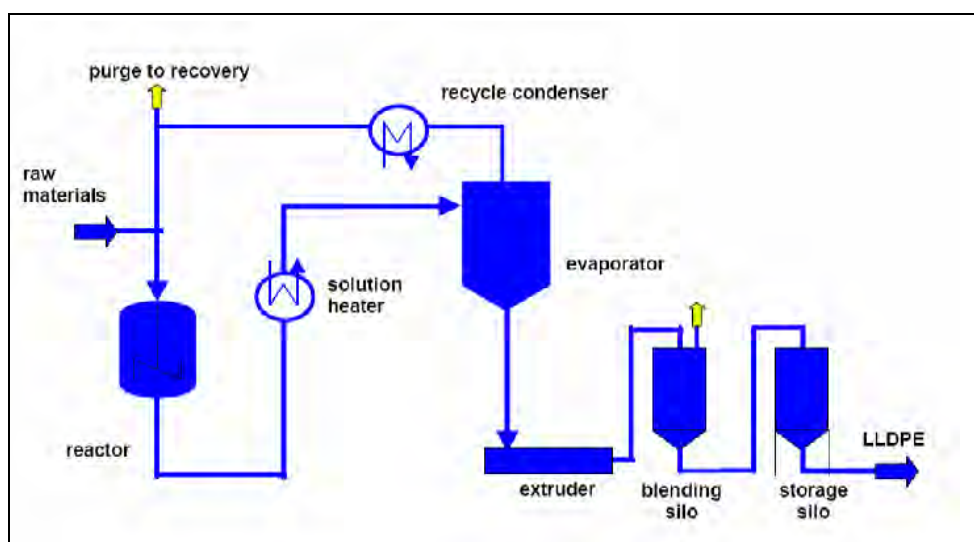 purge to recovery
recycle condenser
raw
materials
evaporator
solution
heater
reactor
LLDPE
extruder
blending
silo
storage
silo